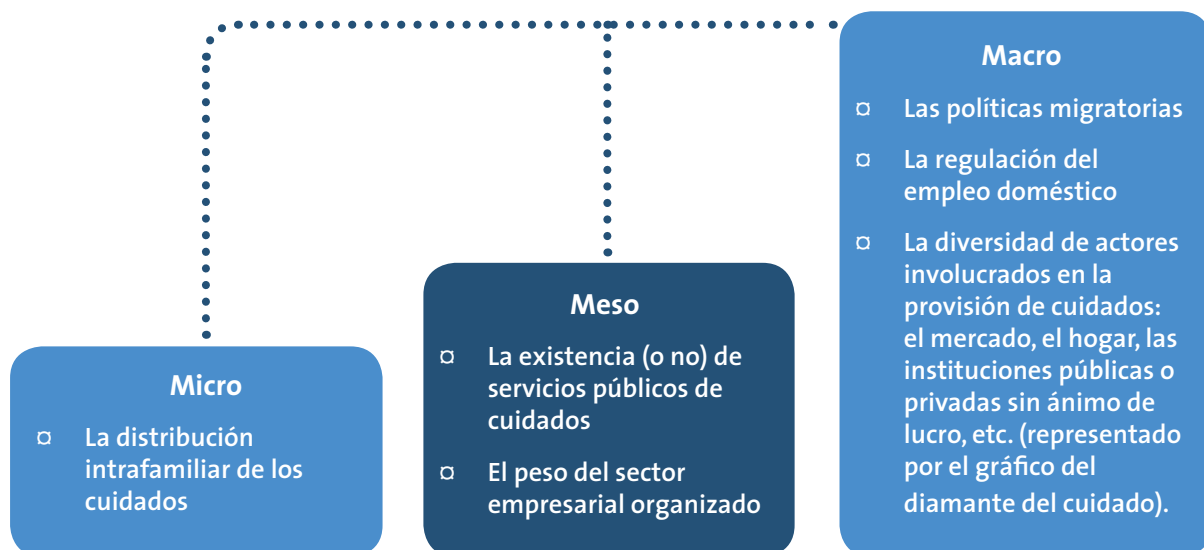 Micro
¤ La distribución
intrafamiliar de los
cuidados
Meso
¤ La existencia (o no) de
servicios públicos de
cuidados
¤ El peso del sector
empresarial organizado
Macro
¤ Las políticas migratorias
¤ La regulación del
empleo doméstico
¤ La diversidad de actores
involucrados en la
provisión de cuidados:
el mercado, el hogar, las
instituciones públicas o
privadas sin ánimo de
lucro, etc. (representado
por el gráfico del
diamante del cuidado).